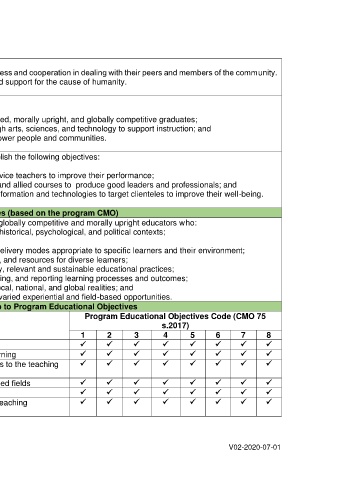 ess and cooperation in dealing with their peers and members of the community.
d support for the cause of humanity.
ed, morally upright, and globally competitive graduates;
gh arts, sciences, and technology to support instruction; and
ower people and communities.
lish the following objectives:
vice teachers to improve their performance;
and allied courses to produce good leaders and professionals; and
formation and technologies to target clienteles to improve their well-being.
es (based on the program CMO)
globally competitive and morally upright educators who:
historical, psychological, and political contexts;
elivery modes appropriate to specific learners and their environment;
, and resources for diverse learners;
y, relevant and sustainable educational practices;
ing, and reporting learning processes and outcomes;
ocal, national, and global realities; and
varied experiential and field-based opportunities.
p to Program Educational Objectives
Program Educational Objectives Code (CMO 75
s.2017)
1 2 3 4 5 6 7 8
✓ ✓ ✓ ✓ ✓ ✓ ✓ ✓
rning ✓ ✓ ✓ ✓ ✓ ✓ ✓ ✓
s to the teaching ✓ ✓ ✓ ✓ ✓ ✓ ✓ ✓
ed fields ✓ ✓ ✓ ✓ ✓ ✓ ✓ ✓
✓ ✓ ✓ ✓ ✓ ✓ ✓ ✓
eaching ✓ ✓ ✓ ✓ ✓ ✓ ✓ ✓
V02-2020-07-01